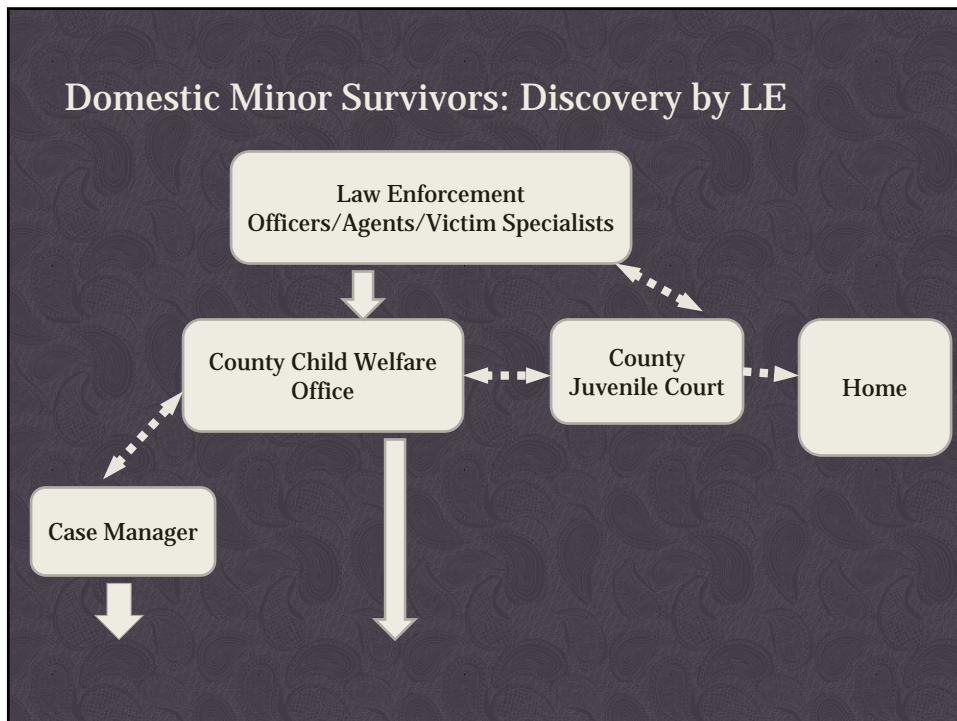 Domestic Minor Survivors: Discovery by LE
Law Enforcement
Officers/Agents/Victim Specialists
County Child Welfare
Office
County
Juvenile Court
Home
Case Manager